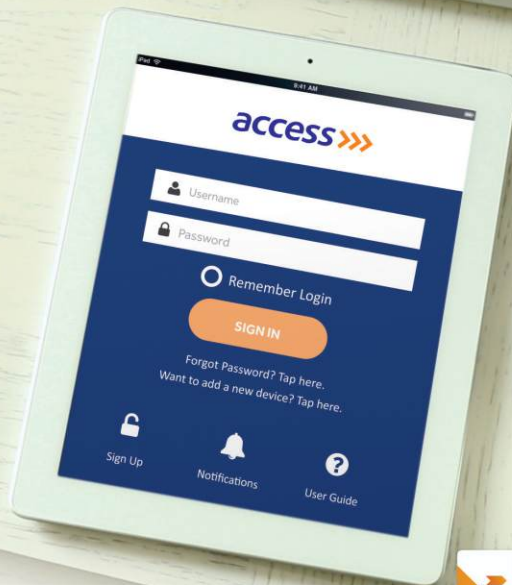 iPad
9:41 AM
access
Username
Password
Remember Login
SIGN IN
Forgot Password? Tap here.
Want to add a new device? Tap here.
Sign Up
Notifications
User Guide